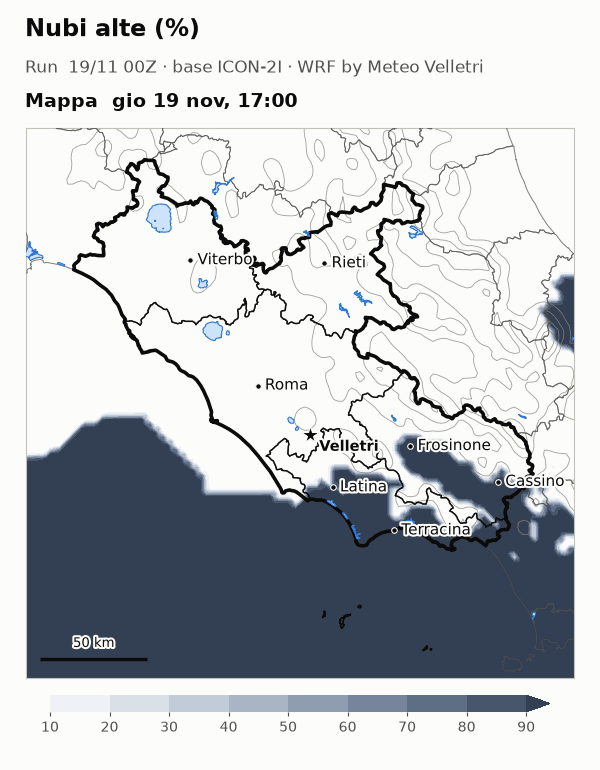 Nubi alte (%)
Run  19/11 00Z · base ICON-2I · WRF by Meteo Velletri
Mappa  gio 19 nov, 17:00
Viterbo
Rieti
Roma
Velletri
Frosinone
Latina
Cassino
Terracina
50 km
10 20 30 40 50 60 70 80 90